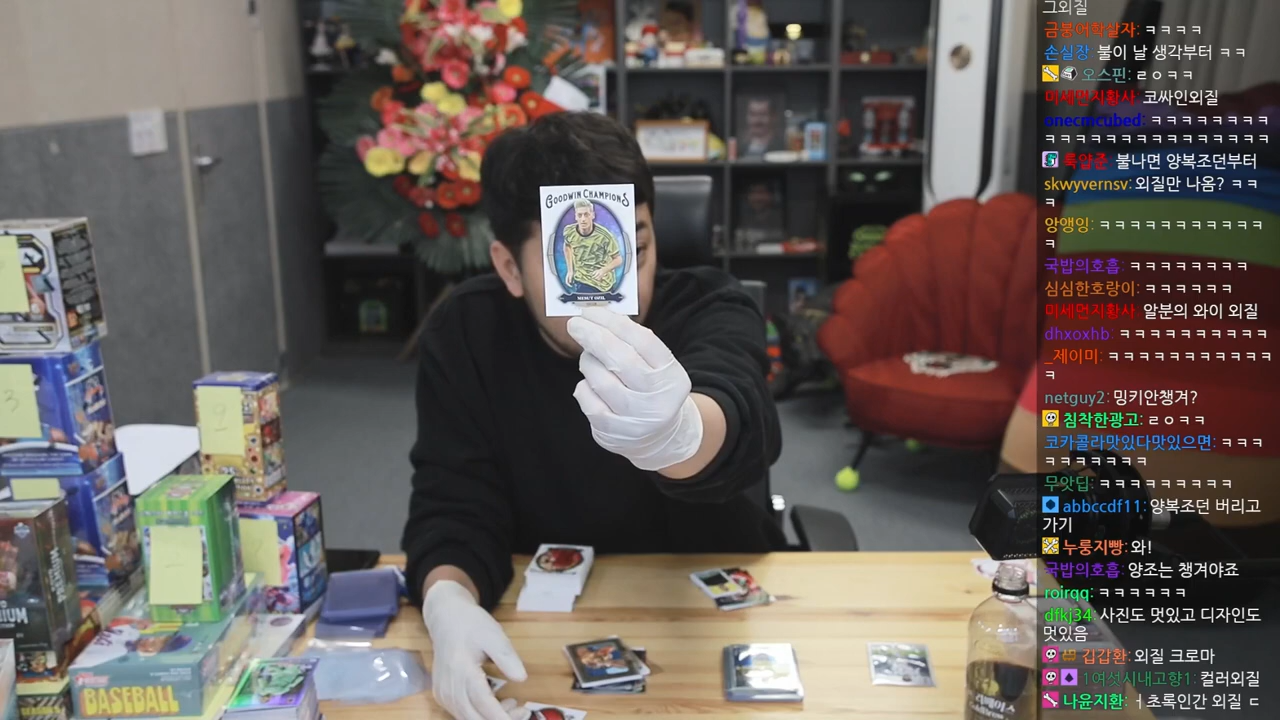 그외질
금붕어학살자: ㅋㅋㅋㅋ
손실장 불이 날 생각부터 ㅋㅋ
오스핀: ㄹㅇㅋㅋ
미세먼지황사 코싸인외질
onecmcubed: ㅋㅋㅋㅋㅋㅋㅋㅋ
ㅋㅋㅋㅋㅋㅋㅋㅋㅋㅋㅋㅋㅋㅋㅋ
불나면 양복조던부터
skwyvernsv: 외질만 나옴? ㅋㅋ
ㅋ
앙앵잉: ㅋㅋㅋㅋㅋㅋㅋㅋㅋㅋㅋ
ㅋ
국밥의호흡: ㅋㅋㅋㅋㅋㅋㅋㅋ
심심한호랑이: ㅋㅋㅋㅋㅋㅋ
미세먼지황사 알분의 와이 외질
dhxoxhb: ㅋㅋㅋㅋㅋㅋㅋㅋㅋㅋ
_제이미: ㅋㅋㅋㅋㅋㅋㅋㅋㅋㅋㅋ
ㅋ
netguy2: 밍키안챙겨?
침착한광고: ㄹㅇㅋㅋ
코카콜라맛있다맛있으면: ㅋㅋㅋ
ㅋㅋㅋㅋㅋㅋㅋ
무앗딥: ㅋㅋㅋㅋㅋㅋㅋㅋㅋ
abbccdf11: 양복조던 버리고
가기
누룽지빵: 와!
국밥의호흡: 양조는 챙겨야죠
roirqq: ㅋㅋㅋㅋㅋㅋ
dfkj34: 사진도 멋있고 디자인도
멋있음
김갑환: 외질 크로마
1여섯시내고향1: 컬러외질
나윤지환: ㅓ초록인간 외질 ㄷ
GOODWIN CHAMPIONS
MESUT OZIL
9
3
BASEBALL